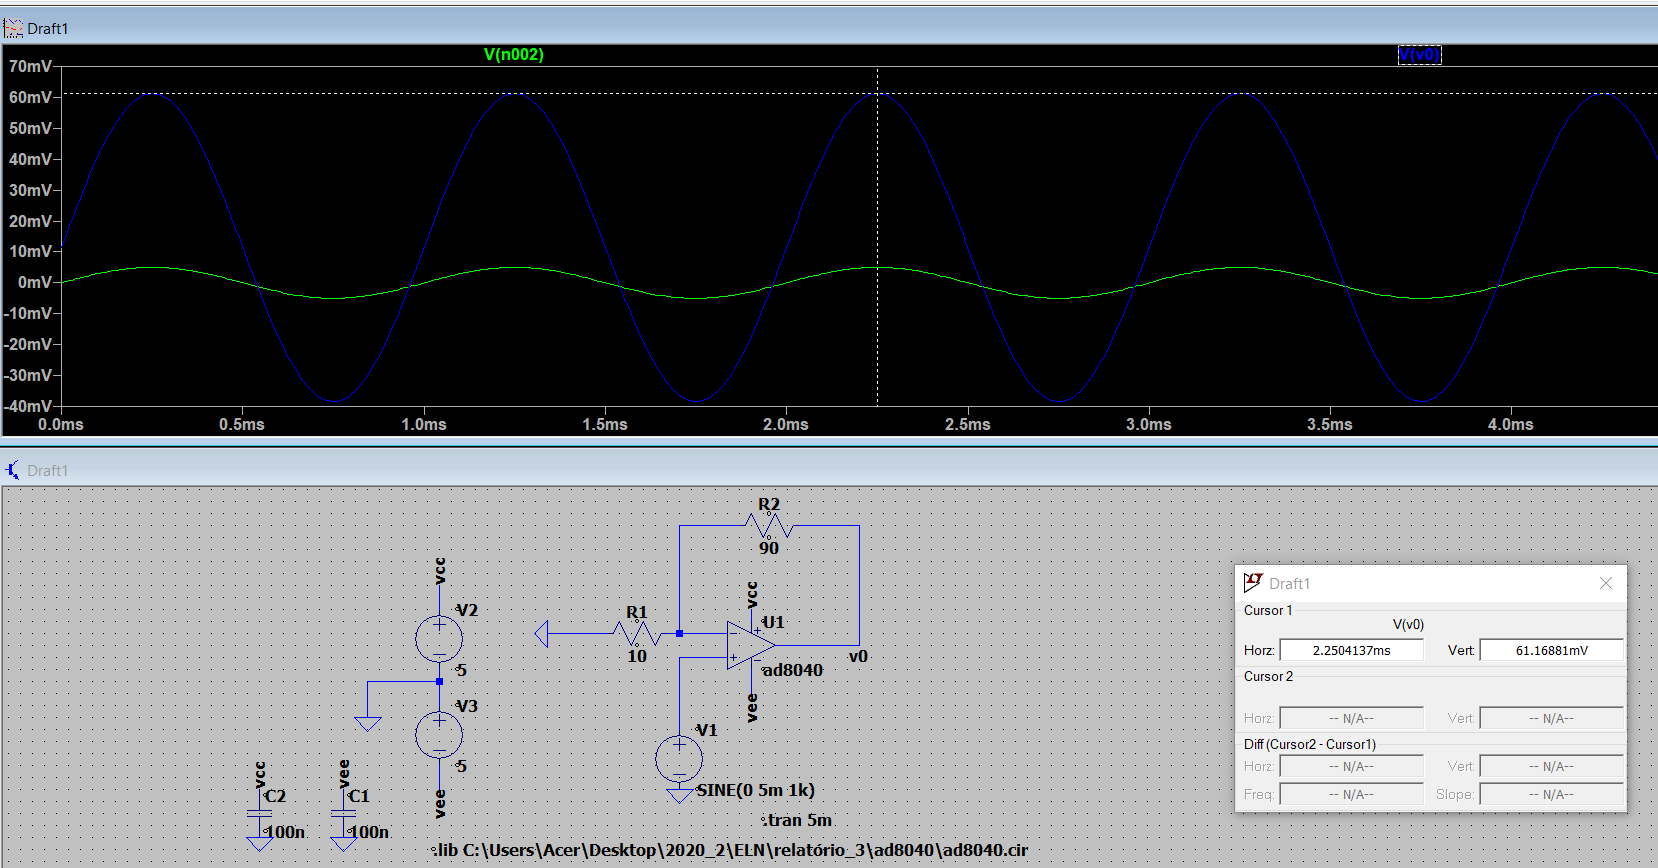 Draft1
V(n002) V(v0)
70mV
60mV
50mV
40mV
30mV
20mV
10mV
0mV
-10mV
-20mV
-30mV
-40mV
0.0ms 0.5ms 1.0ms 1.5ms 2.0ms 2.5ms 3.0ms 3.5ms 4.0ms
Draft1
R2
90
vcc
V2
5
V3
5
vee
vcc
C2
100n
vee
C1
100n
R1
10
vcc
U1
ad8040
vee
v0
V1
SINE(0 5m 1k)
.tran 5m
.lib C:\Users\Acer\Desktop\2020_2\ELN\relatório_3\ad8040\ad8040.cir
Draft1
Cursor 1
V(v0)
Horz: 2.2504137ms Vert: 61.16881mV
Cursor 2
Horz: -- N/A-- Vert: -- N/A--
Diff (Cursor2 - Cursor1)
Horz: -- N/A-- Vert: -- N/A--
Freq: -- N/A-- Slope: -- N/A--